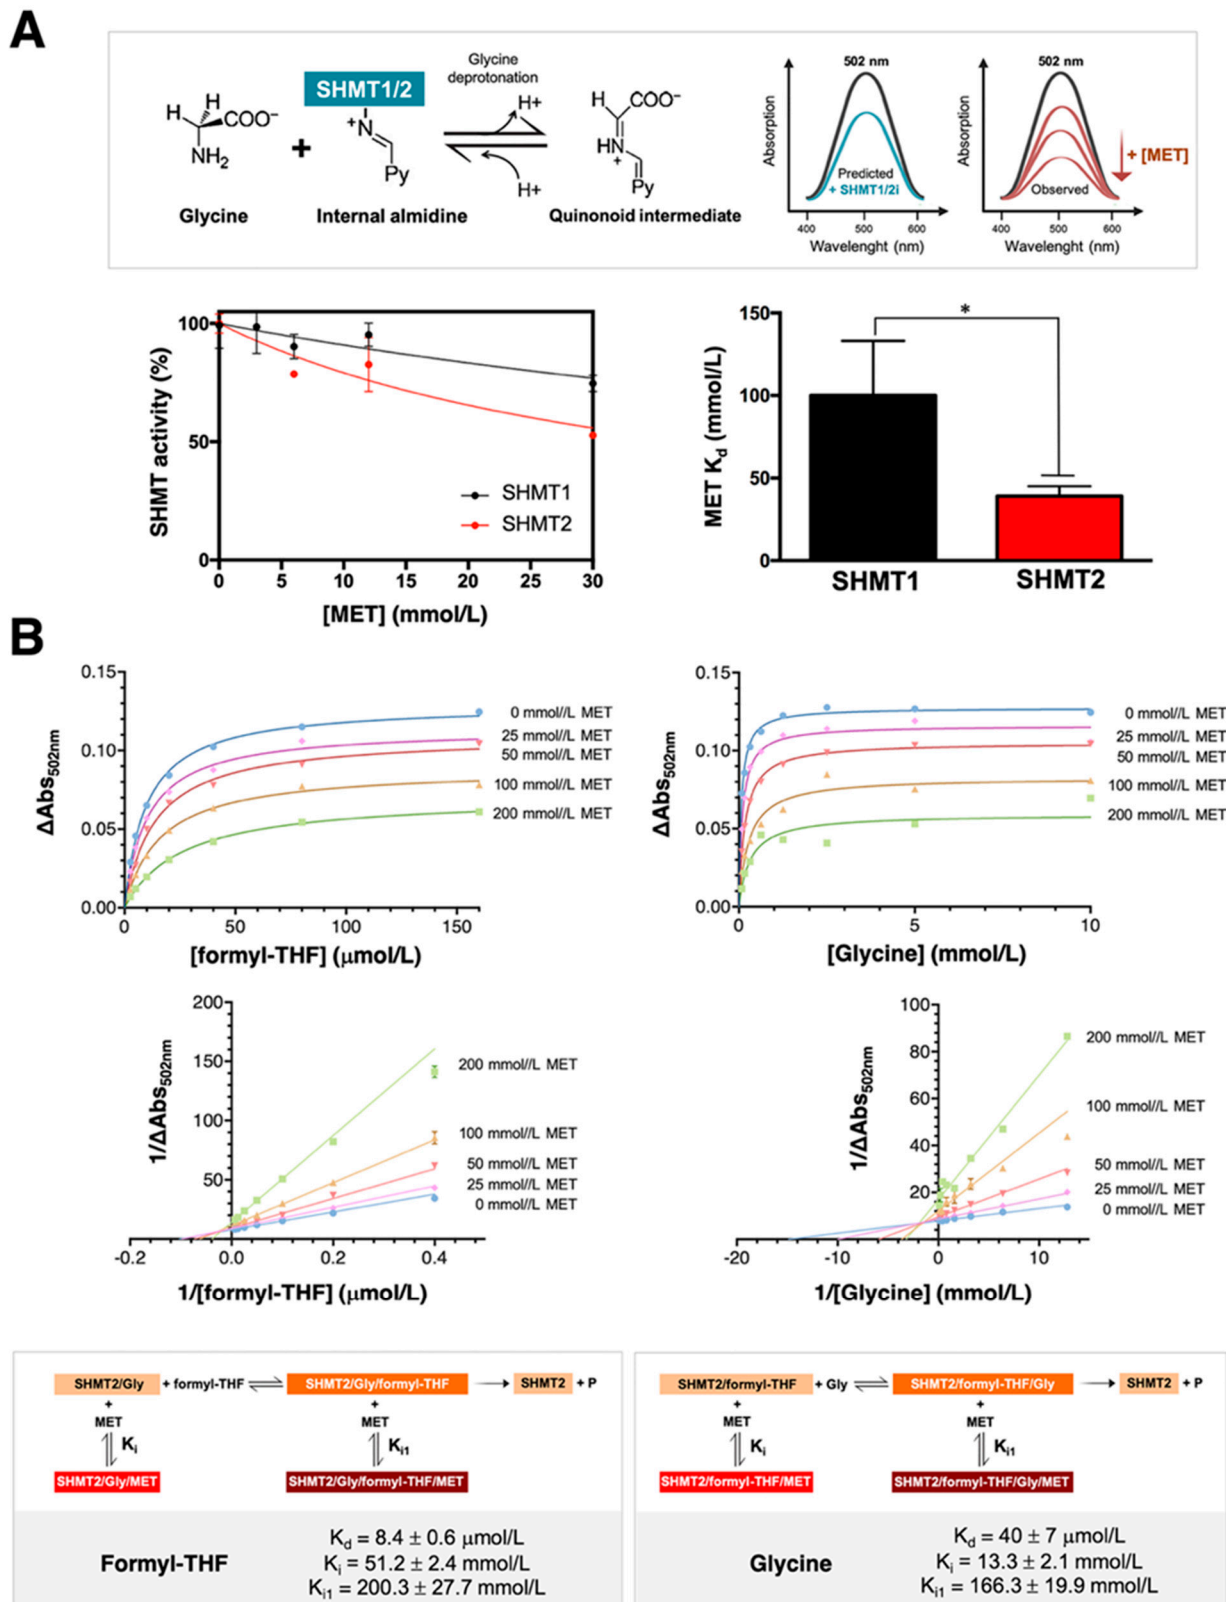 A
Glycine
deprotonation
SHMT1/2
H
H
COO⁻
NH₂
+
+N
Py
H+
H+
H
COO⁻
HN
+
Py
Glycine
Internal almidine
Quinonoid intermediate
502 nm
Absorption
Predicted
+ SHMT1/2i
400
500
600
Wavelenght (nm)
502 nm
Absorption
+ [MET]
Observed
400
500
600
Wavelenght (nm)
SHMT activity (%)
100
50
0
0
5
10
15
20
25
30
SHMT1
SHMT2
[MET] (mmol/L)
MET Kd (mmol/L)
150
100
50
0
*
SHMT1
SHMT2
B
ΔAbs502nm
0.15
0.10
0.05
0.00
0
50
100
150
0 mmol//L MET
25 mmol//L MET
50 mmol//L MET
100 mmol//L MET
200 mmol//L MET
[formyl-THF] (μmol/L)
ΔAbs502nm
0.15
0.10
0.05
0.00
0
5
10
0 mmol//L MET
25 mmol//L MET
50 mmol//L MET
100 mmol//L MET
200 mmol//L MET
[Glycine] (mmol/L)
1/ΔAbs502nm
200
150
100
50
-0.2
0.0
0.2
0.4
200 mmol//L MET
100 mmol//L MET
50 mmol//L MET
25 mmol//L MET
0 mmol//L MET
1/[formyl-THF] (μmol/L)
1/ΔAbs502nm
100
80
60
40
20
-20
-10
0
10
200 mmol//L MET
100 mmol//L MET
50 mmol//L MET
25 mmol//L MET
0 mmol//L MET
1/[Glycine] (mmol/L)
SHMT2/Gly + formyl-THF SHMT2/Gly/formyl-THF SHMT2 + P
+ +
MET MET
Ki Ki1
SHMT2/Gly/MET SHMT2/Gly/formyl-THF/MET
Formyl-THF
Kd = 8.4 ± 0.6 μmol/L
Ki = 51.2 ± 2.4 mmol/L
Ki1 = 200.3 ± 27.7 mmol/L
SHMT2/formyl-THF + Gly SHMT2/formyl-THF/Gly SHMT2 + P
+ +
MET MET
Ki Ki1
SHMT2/formyl-THF/MET SHMT2/formyl-THF/Gly/MET
Glycine
Kd = 40 ± 7 μmol/L
Ki = 13.3 ± 2.1 mmol/L
Ki1 = 166.3 ± 19.9 mmol/L